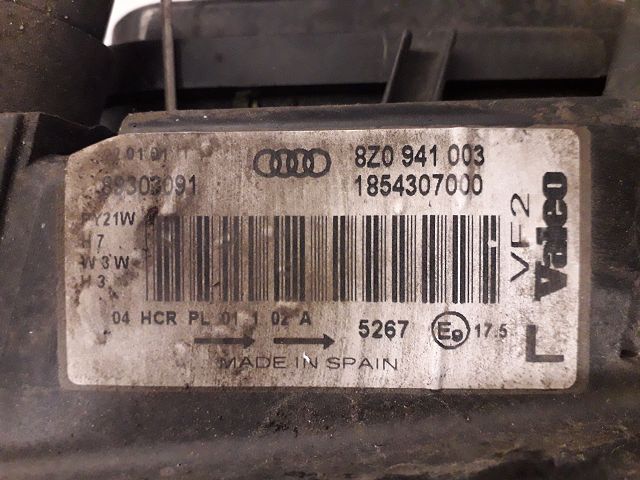 8Z0 941 003
89303091
1854307000
PY21W
H7
W3W
H3
04 HCR PL 01 1 02 A
5267
E9
17.5
MADE IN SPAIN
Valeo
VF2
L